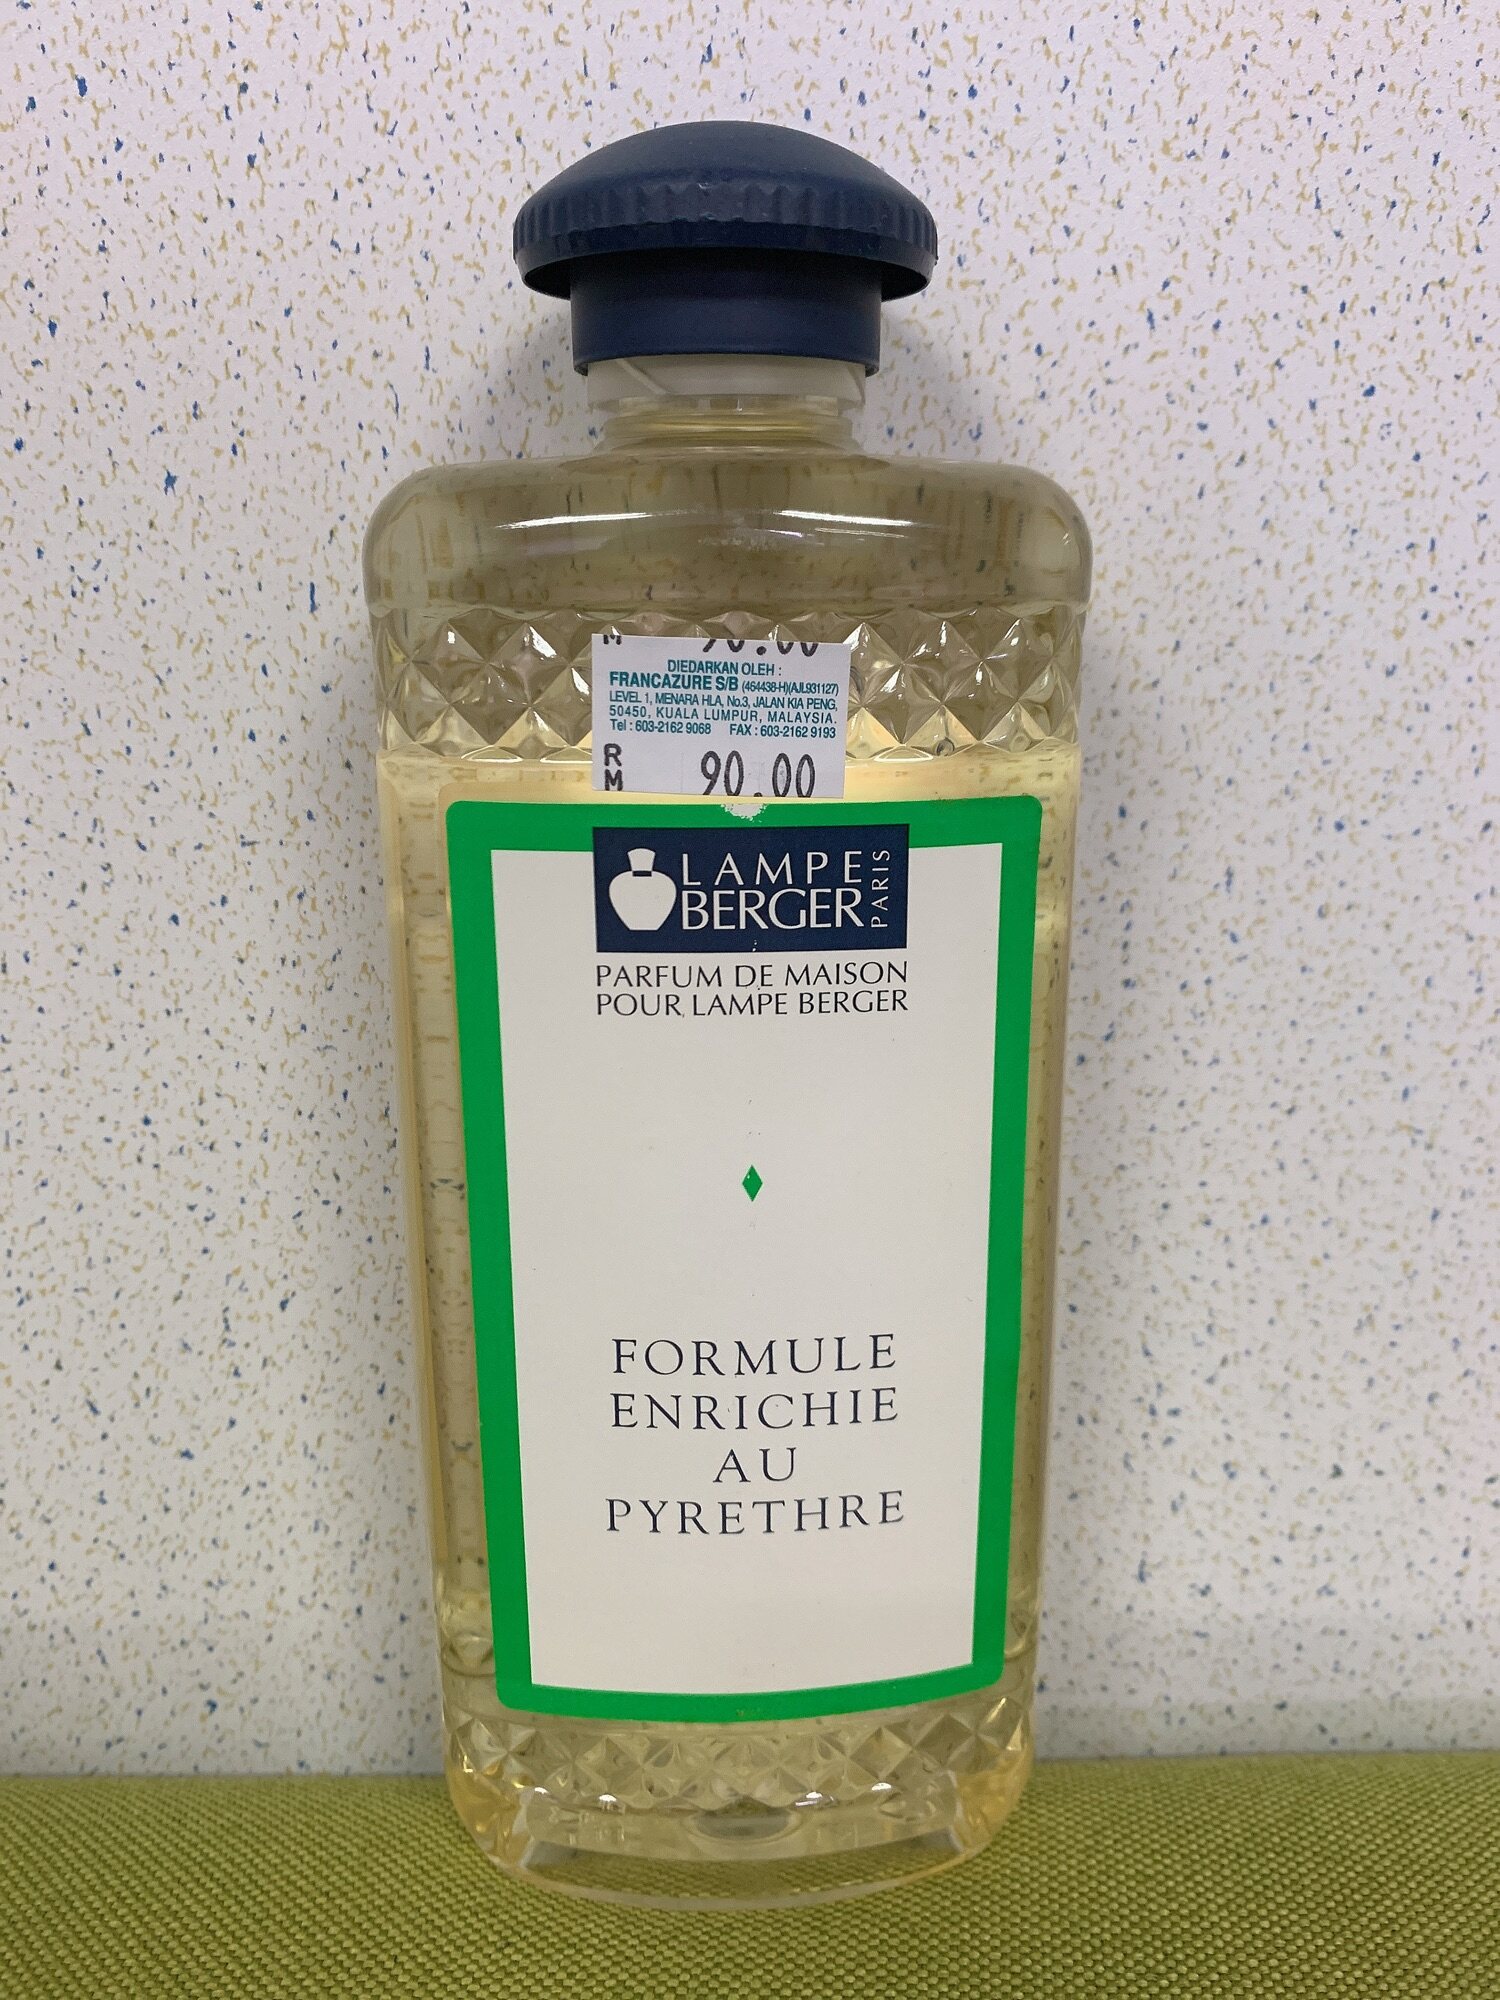 M 90.00
DIEDARKAN OLEH :
FRANCAZURE S/B (464438-H)(AJL931127)
LEVEL 1, MENARA HLA, No.3, JALAN KIA PENG,
50450, KUALA LUMPUR, MALAYSIA.
Tel : 603-2162 9068 FAX : 603-2162 9193
RM 90.00
LAMPE
BERGER
PARIS
PARFUM DE MAISON
POUR LAMPE BERGER
FORMULE
ENRICHIE
AU
PYRETHRE